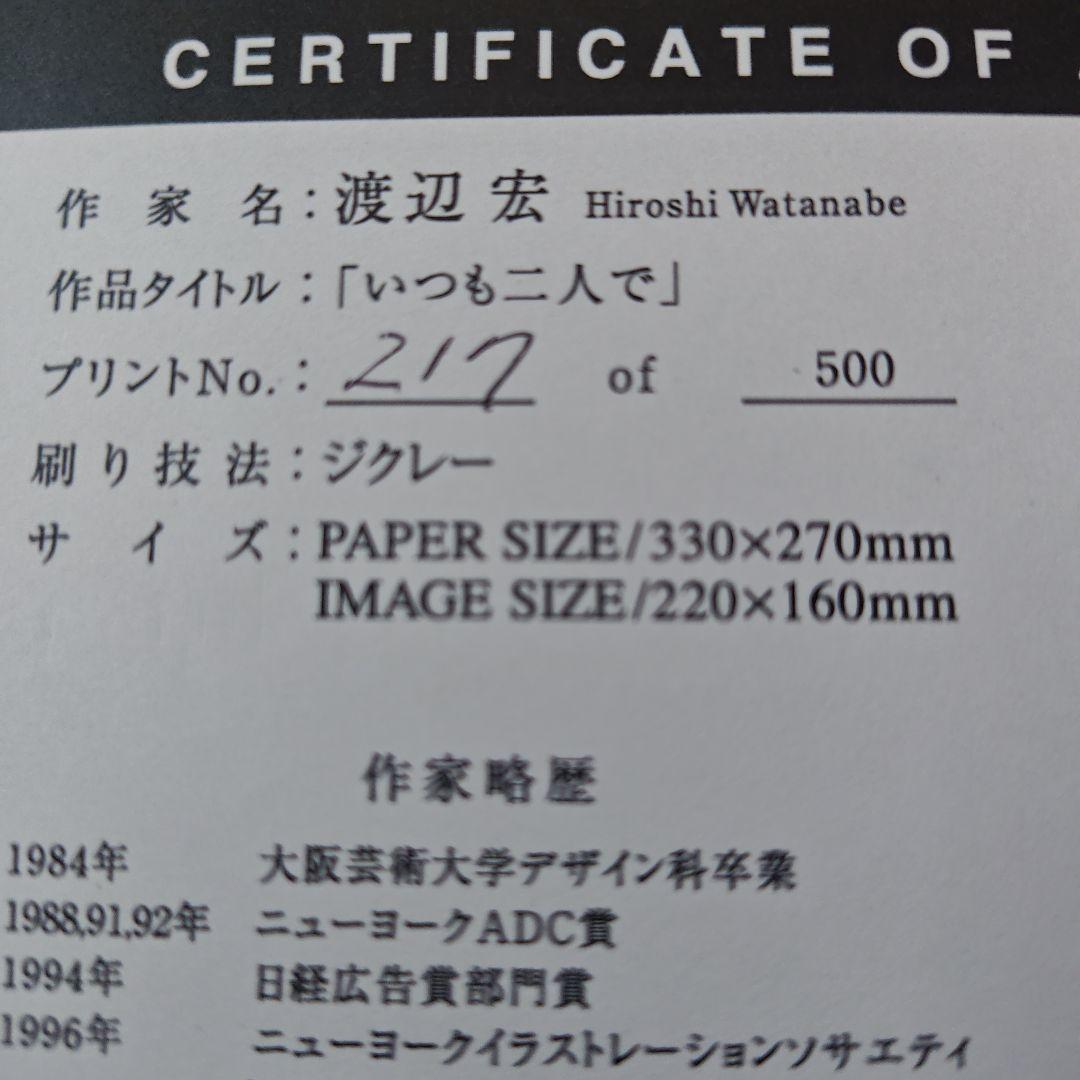 CERTIFICATE OF
作家名：渡辺 宏 Hiroshi Watanabe
作品タイトル：「いつも二人で」
プリントNo.：217 of 500
刷り技法：ジクレー
サイズ：PAPER SIZE/330×270mm
IMAGE SIZE/220×160mm
作家略歴
1984年 大阪芸術大学デザイン科卒業
1988,91,92年 ニューヨークADC賞
1994年 日経広告賞部門賞
1996年 ニューヨークイラストレーションソサエティ